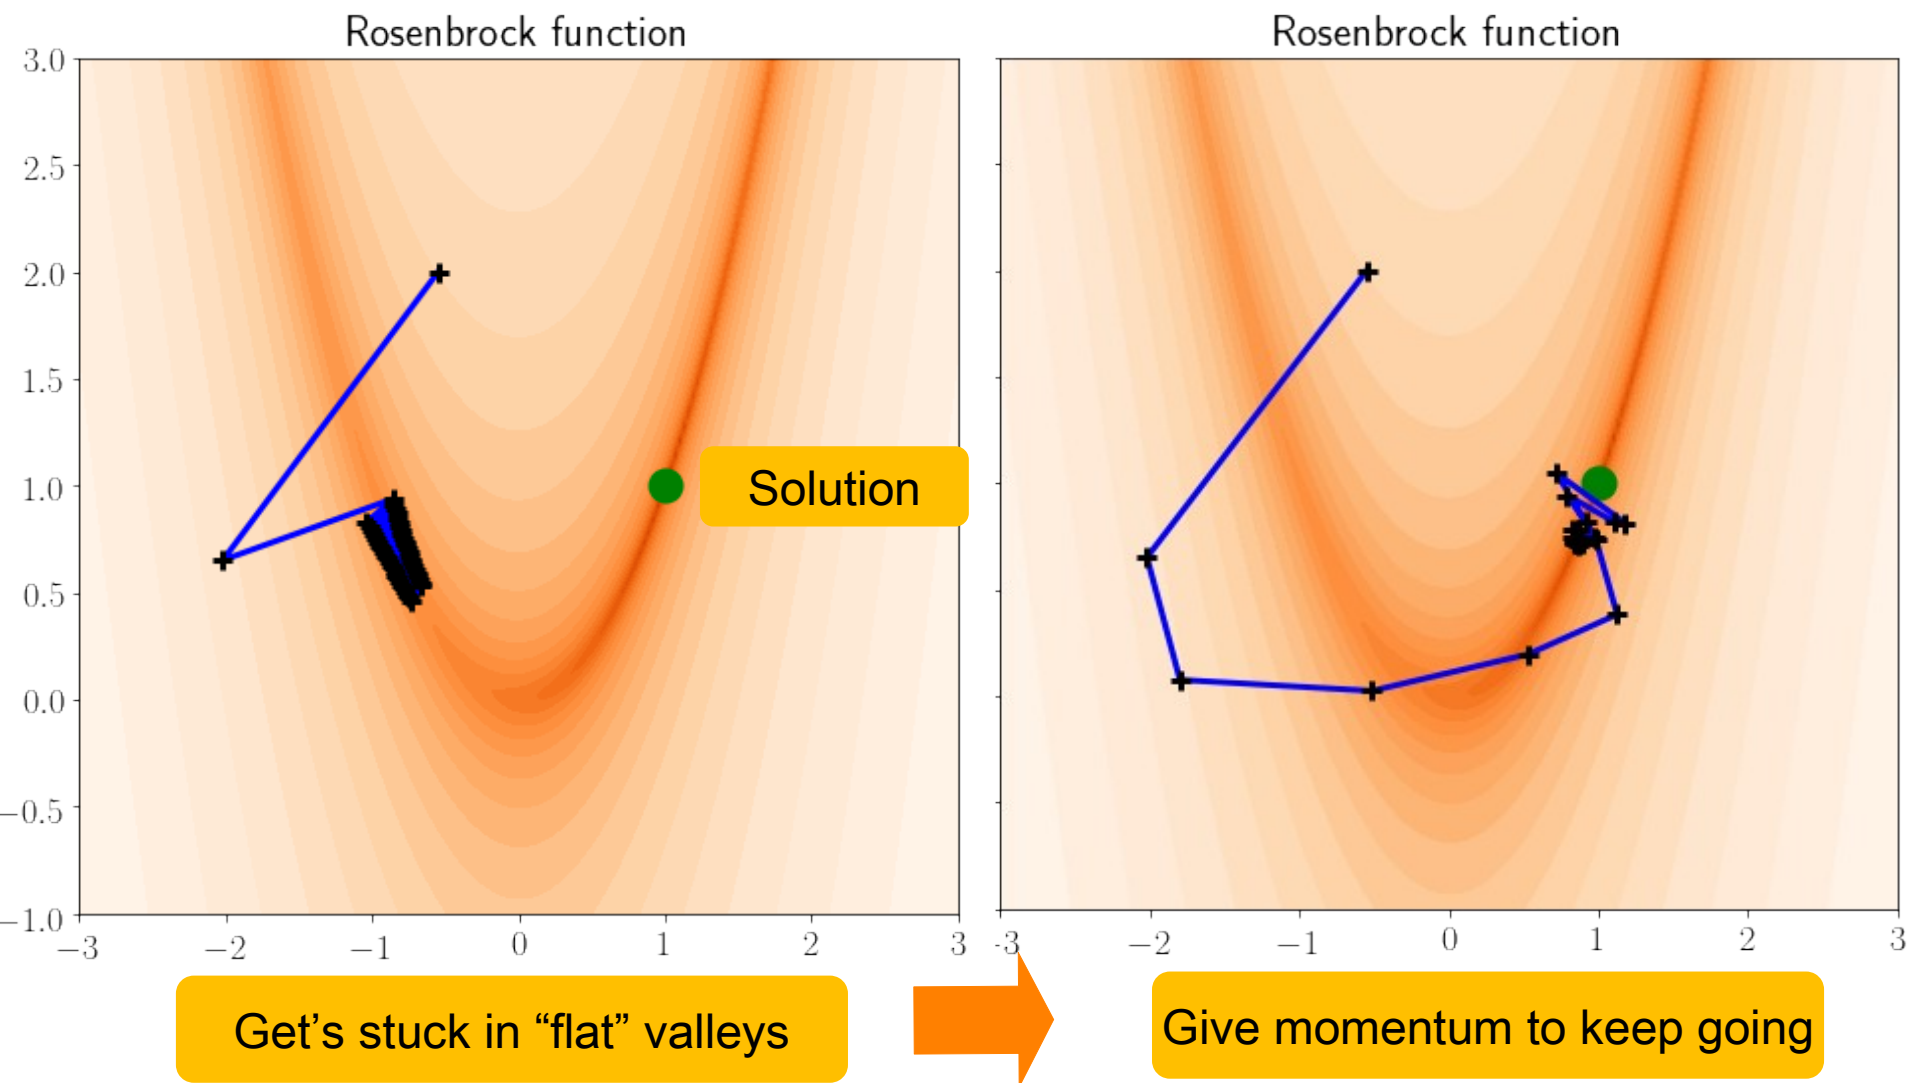 Rosenbrock function
Rosenbrock function
3.0
2.5
2.0
1.5
1.0
0.5
0.0
−0.5
−1.0
−3 −2 −1 0 1 2 3
-3 −2 −1 0 1 2 3
Solution
Get’s stuck in “flat” valleys
Give momentum to keep going